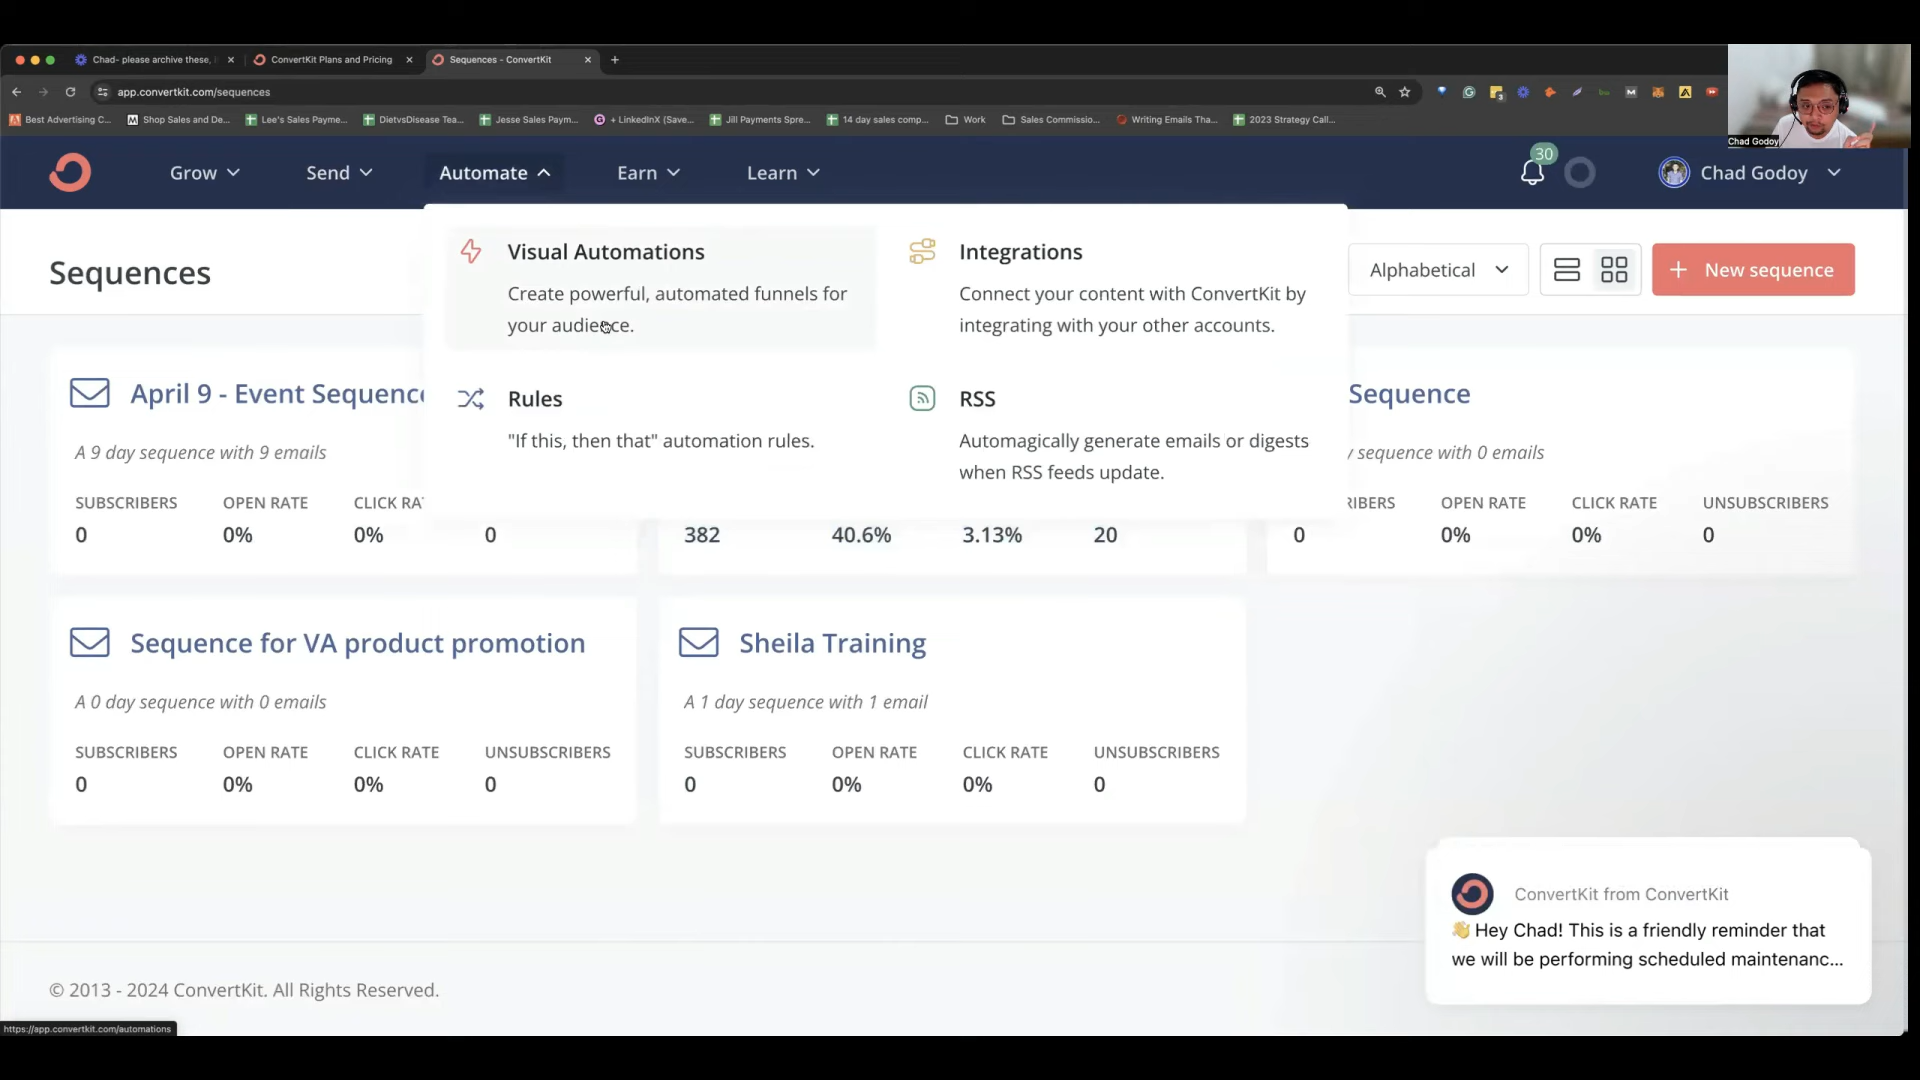 Chad- please archive these, i
ConvertKit Plans and Pricing
Sequences - ConvertKit
app.convertkit.com/sequences
Best Advertising C...
Shop Sales and De...
Lee's Sales Payme...
DietvsDisease Tea...
Jesse Sales Paym...
+ LinkedInX (Save...
Jill Payments Spre...
14 day sales comp...
Work
Sales Commissio...
Writing Emails Tha...
2023 Strategy Call...
Chad Godoy
Grow
Send
Automate
Earn
Learn
30
Chad Godoy
Sequences
Visual Automations
Create powerful, automated funnels for
your audience.
Integrations
Connect your content with ConvertKit by
integrating with your other accounts.
Rules
"If this, then that" automation rules.
RSS
Automagically generate emails or digests
when RSS feeds update.
Alphabetical
+ New sequence
April 9 - Event Sequence
A 9 day sequence with 9 emails
SUBSCRIBERS OPEN RATE CLICK RA
0 0% 0% 0
382 40.6% 3.13% 20
Sequence
y sequence with 0 emails
RIBERS OPEN RATE CLICK RATE UNSUBSCRIBERS
0 0% 0% 0
Sequence for VA product promotion
A 0 day sequence with 0 emails
SUBSCRIBERS OPEN RATE CLICK RATE UNSUBSCRIBERS
0 0% 0% 0
Sheila Training
A 1 day sequence with 1 email
SUBSCRIBERS OPEN RATE CLICK RATE UNSUBSCRIBERS
0 0% 0% 0
ConvertKit from ConvertKit
👋 Hey Chad! This is a friendly reminder that
we will be performing scheduled maintenanc...
© 2013 - 2024 ConvertKit. All Rights Reserved.
https://app.convertkit.com/automations